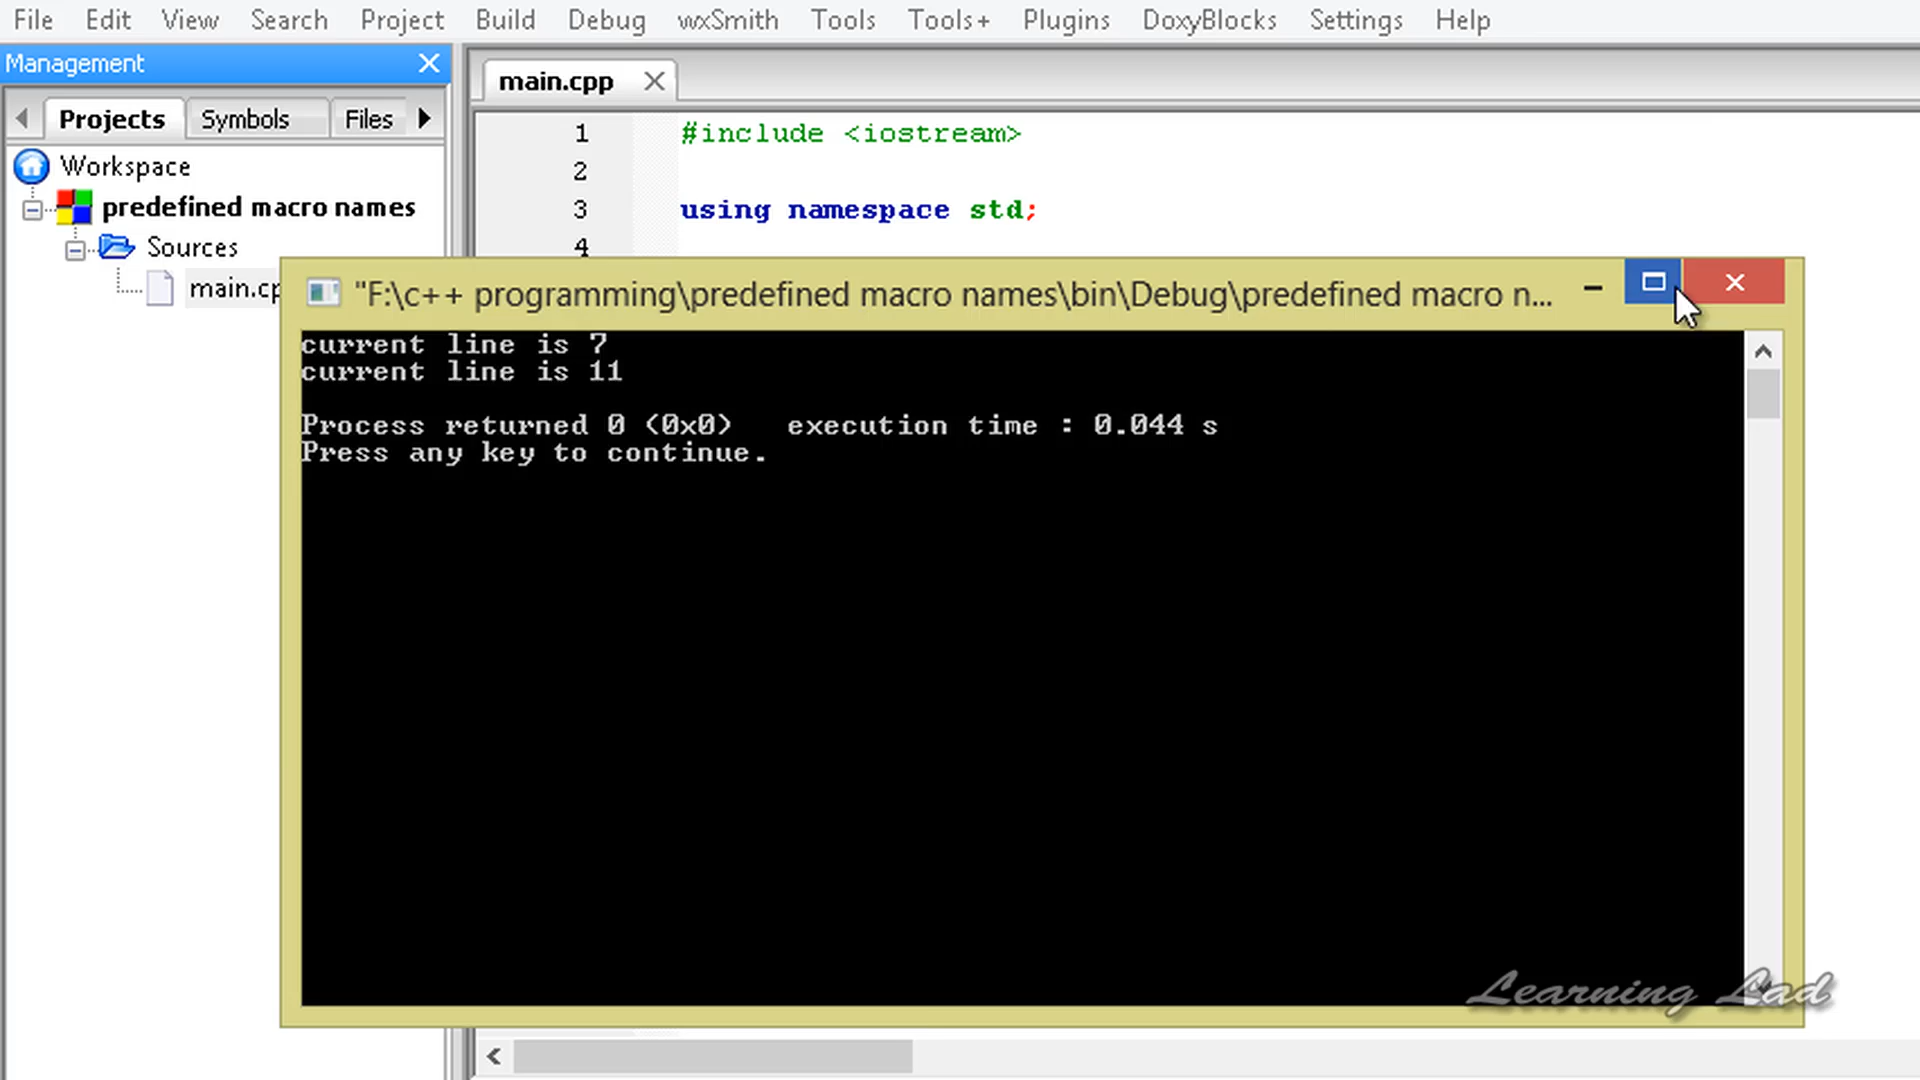 File Edit View Search Project Build Debug wxSmith Tools Tools+ Plugins DoxyBlocks Settings Help
Management
main.cpp
Projects Symbols Files
1 #include <iostream>
2
3 using namespace std;
4
Workspace
predefined macro names
Sources
main.cp
"F:\c++ programming\predefined macro names\bin\Debug\predefined macro n...
current line is 7
current line is 11
Process returned 0 (0x0) execution time : 0.044 s
Press any key to continue.
Learning Lad